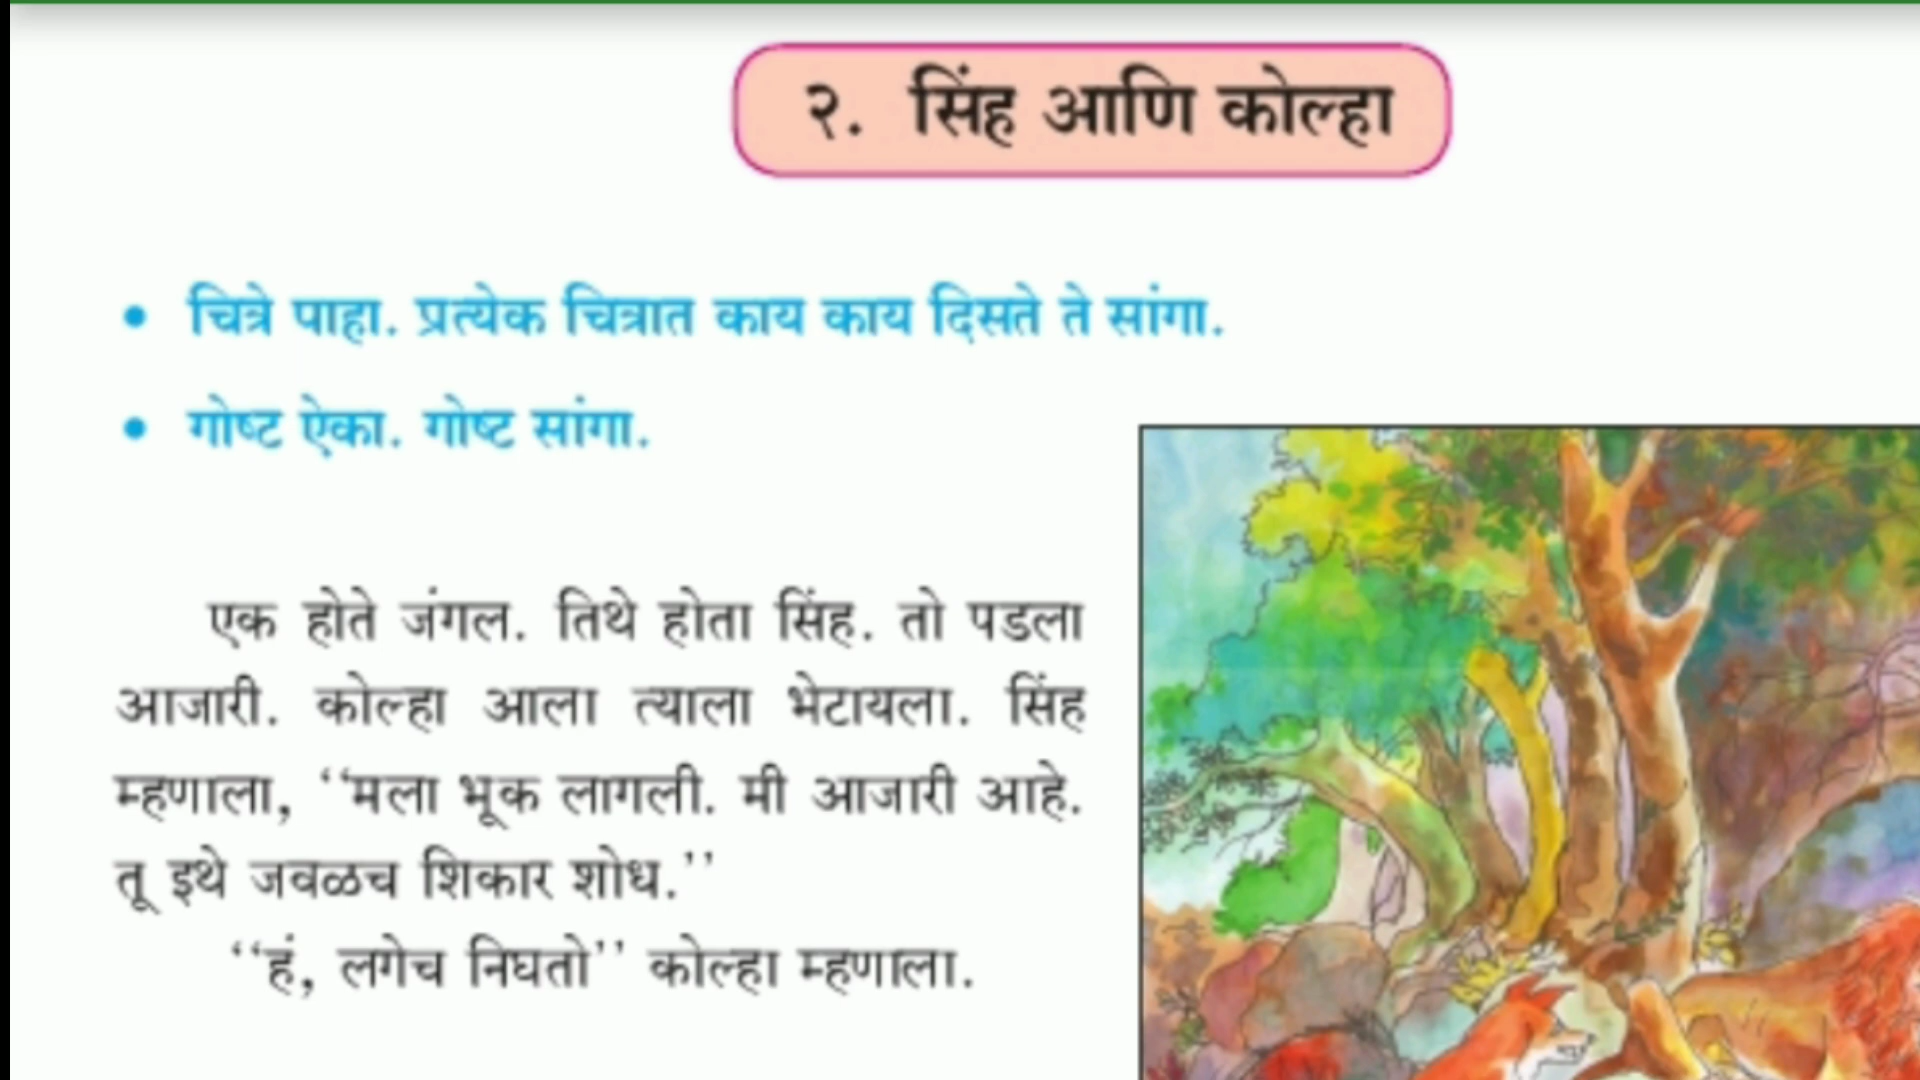 २. सिंह आणि कोल्हा
• चित्रे पाहा. प्रत्येक चित्रात काय काय दिसते ते सांगा.
• गोष्ट ऐका. गोष्ट सांगा.
एक होते जंगल. तिथे होता सिंह. तो पडला
आजारी. कोल्हा आला त्याला भेटायला. सिंह
म्हणाला, ‘‘मला भूक लागली. मी आजारी आहे.
तू इथे जवळच शिकार शोध.’’
‘‘हं, लगेच निघतो’’ कोल्हा म्हणाला.